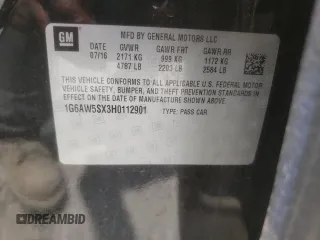 GM
MFD BY GENERAL MOTORS LLC
DATE GVWR GAWR FRT GAWR RR
07/16 2171 KG 999 KG 1172 KG
4787 LB 2203 LB 2584 LB
THIS VEHICLE CONFORMS TO ALL APPLICABLE U.S. FEDERAL MOTOR
VEHICLE SAFETY, BUMPER, AND THEFT PREVENTION STANDARDS
IN EFFECT ON THE DATE OF MANUFACTURE SHOWN ABOVE.
1G6AW5SX3H0112901 TYPE: PASS CAR
DREAMBID